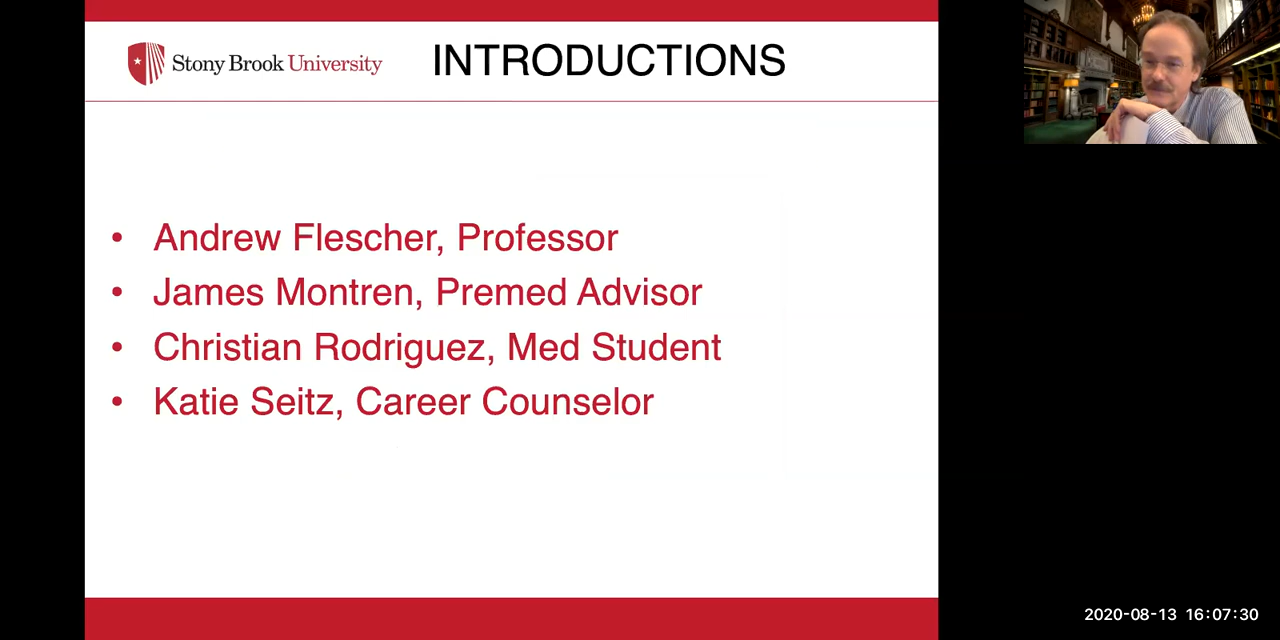 Stony Brook University
INTRODUCTIONS
• Andrew Flescher, Professor
• James Montren, Premed Advisor
• Christian Rodriguez, Med Student
• Katie Seitz, Career Counselor
2020-08-13 16:07:30